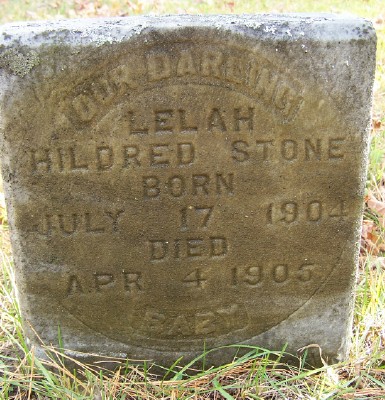 OUR DARLING
LELAH
HILDRED STONE
BORN
JULY 17 1904
DIED
APR 4 1905
BABY